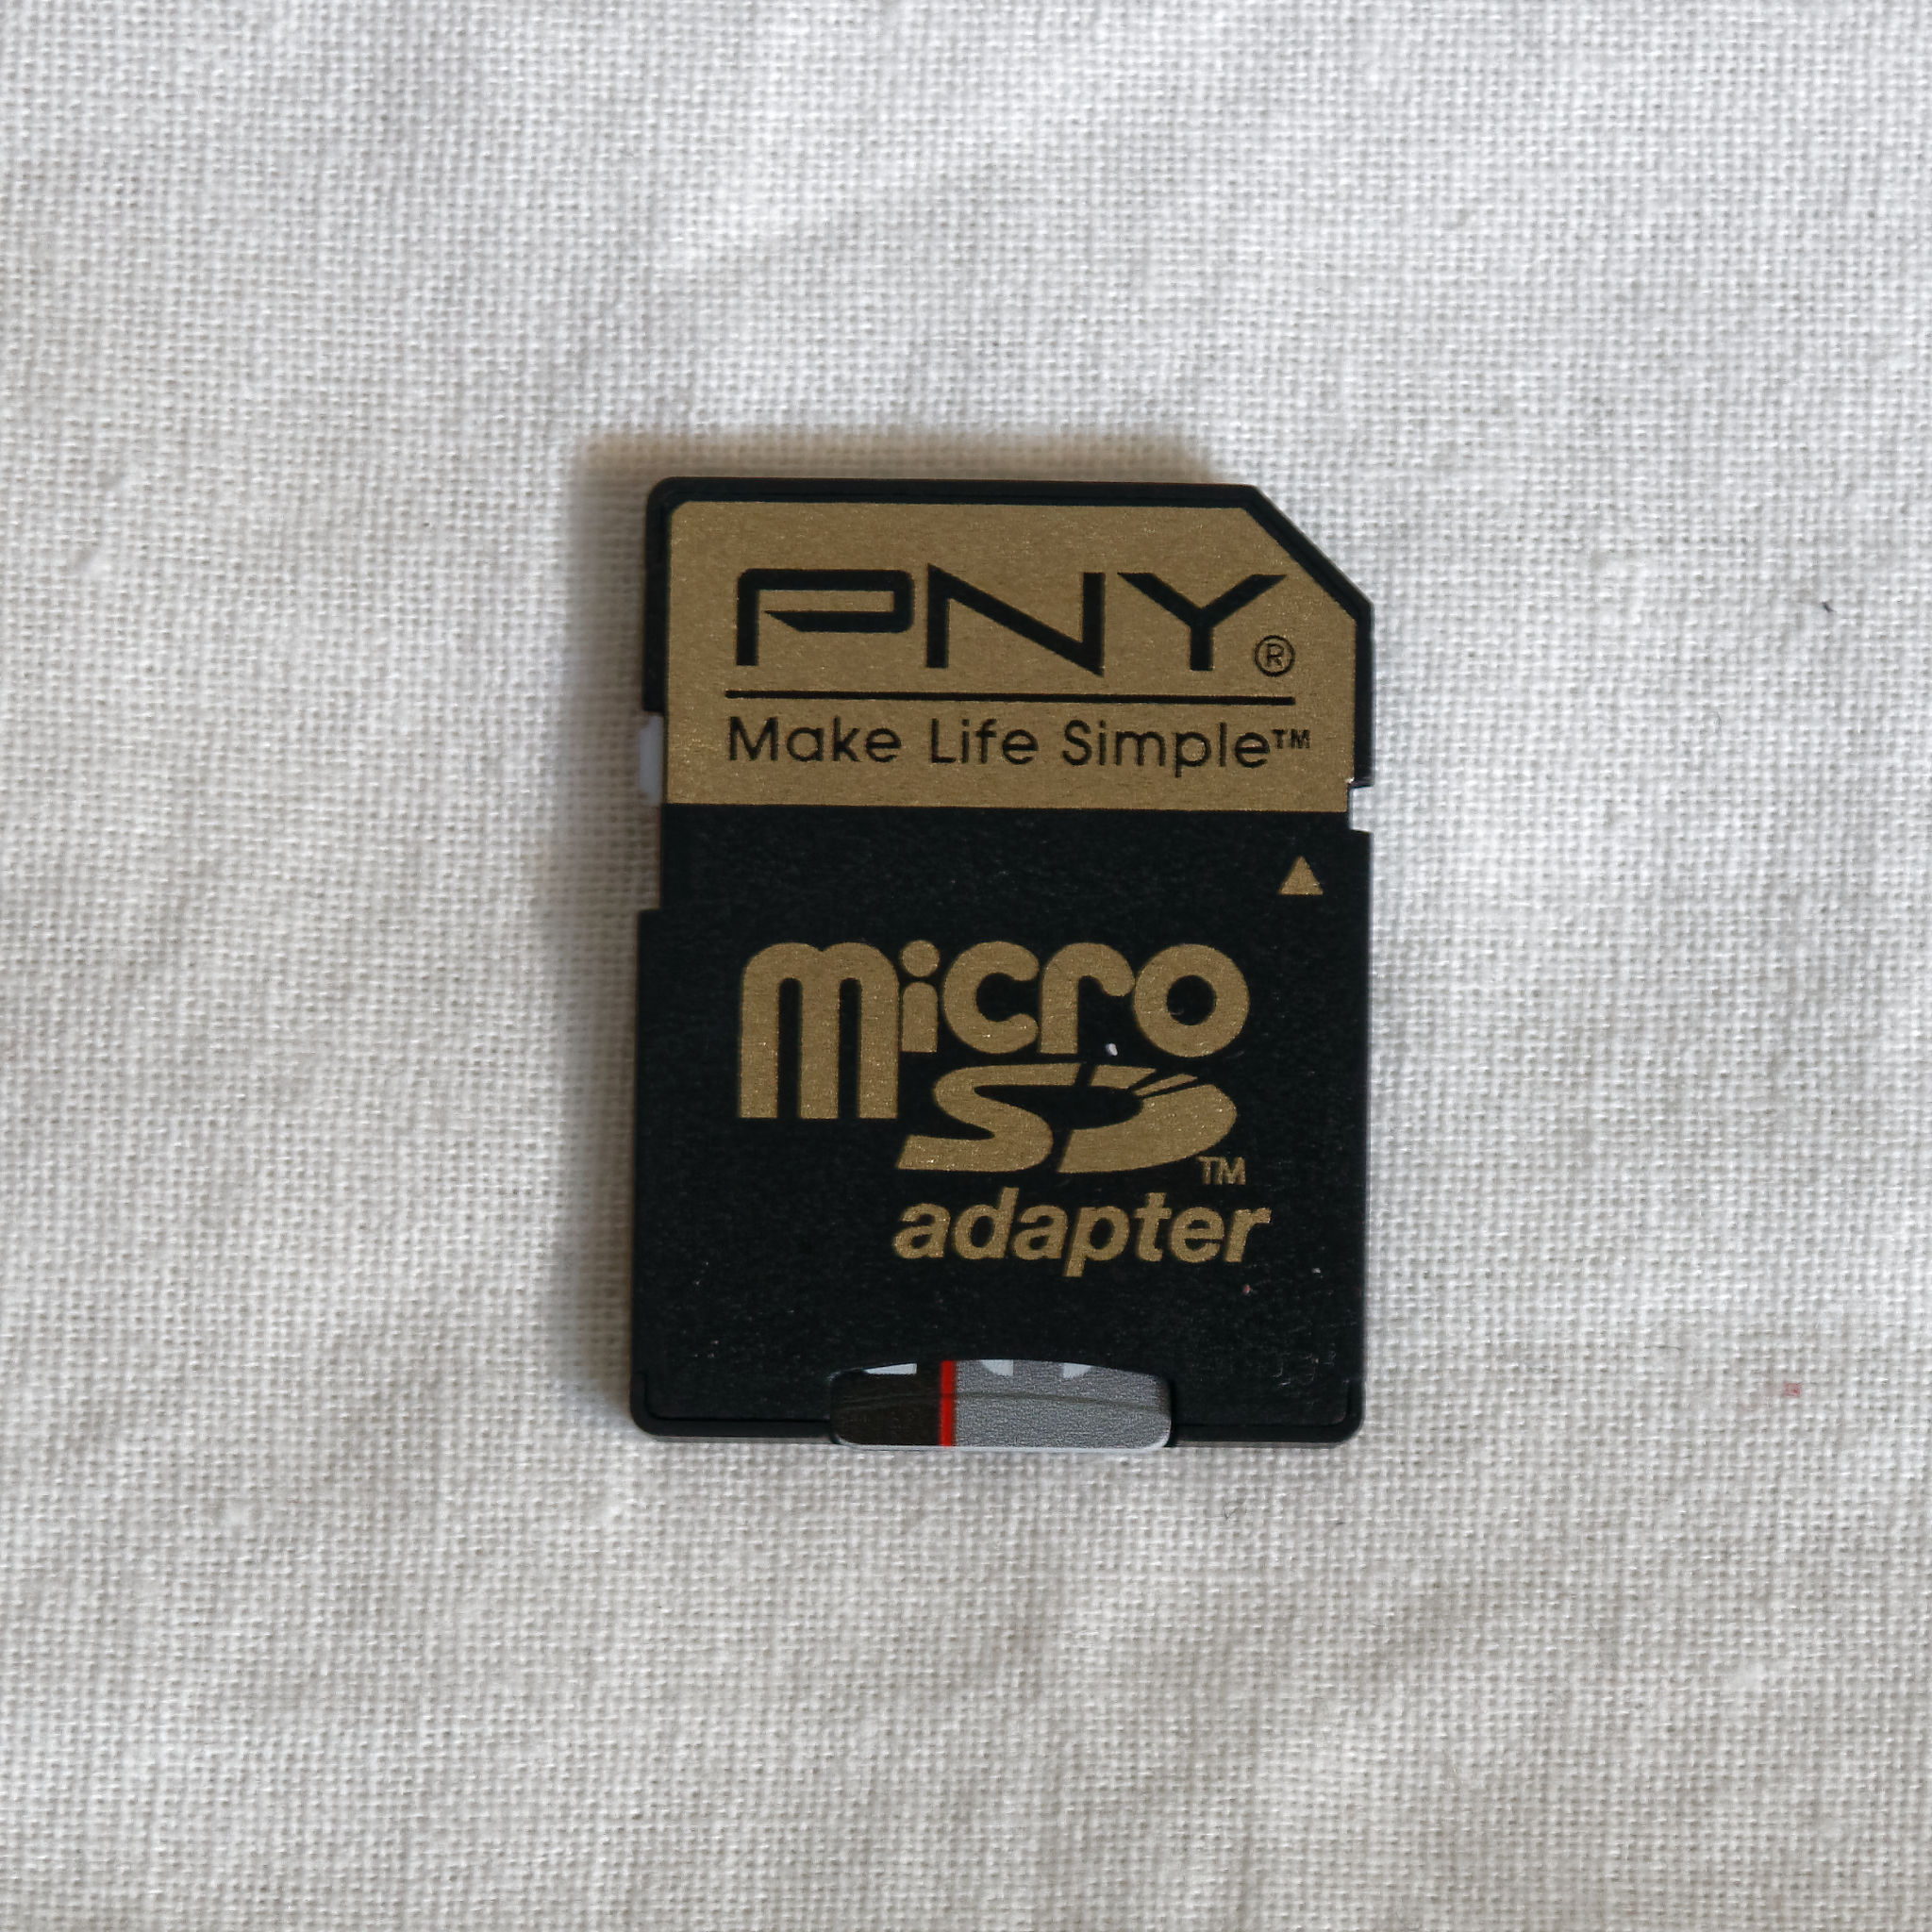 PNY®
Make Life Simple™
micro
SD™
adapter